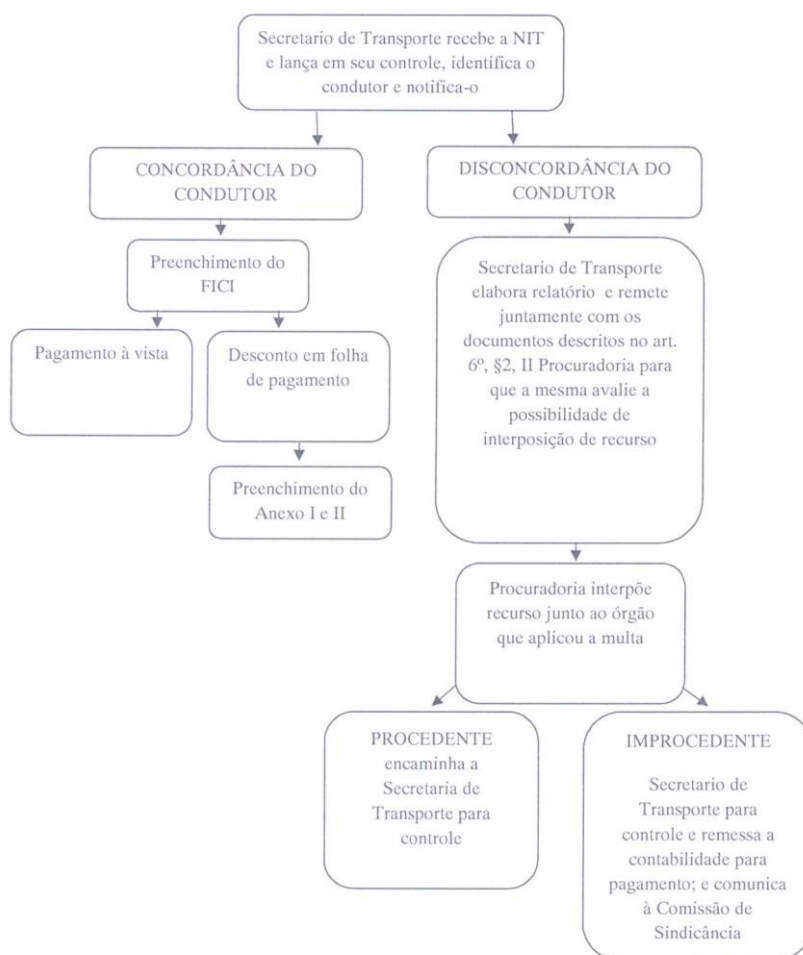 Secretario de Transporte recebe a NIT
e lança em seu controle, identifica o
condutor e notifica-o
CONCORDÂNCIA DO
CONDUTOR
DISCONCORDÂNCIA DO
CONDUTOR
Preenchimento do
FICI
Pagamento à vista
Desconto em folha
de pagamento
Preenchimento do
Anexo I e II
Secretario de Transporte
elabora relatório e remete
juntamente com os
documentos descritos no art.
6º, §2, II Procuradoria para
que a mesma avalie a
possibilidade de
interposição de recurso
Procuradoria interpõe
recurso junto ao órgão
que aplicou a multa
PROCEDENTE
encaminha a
Secretaria de
Transporte para
controle
IMPROCEDENTE
Secretario de
Transporte para
controle e remessa a
contabilidade para
pagamento; e comunica
à Comissão de
Sindicância